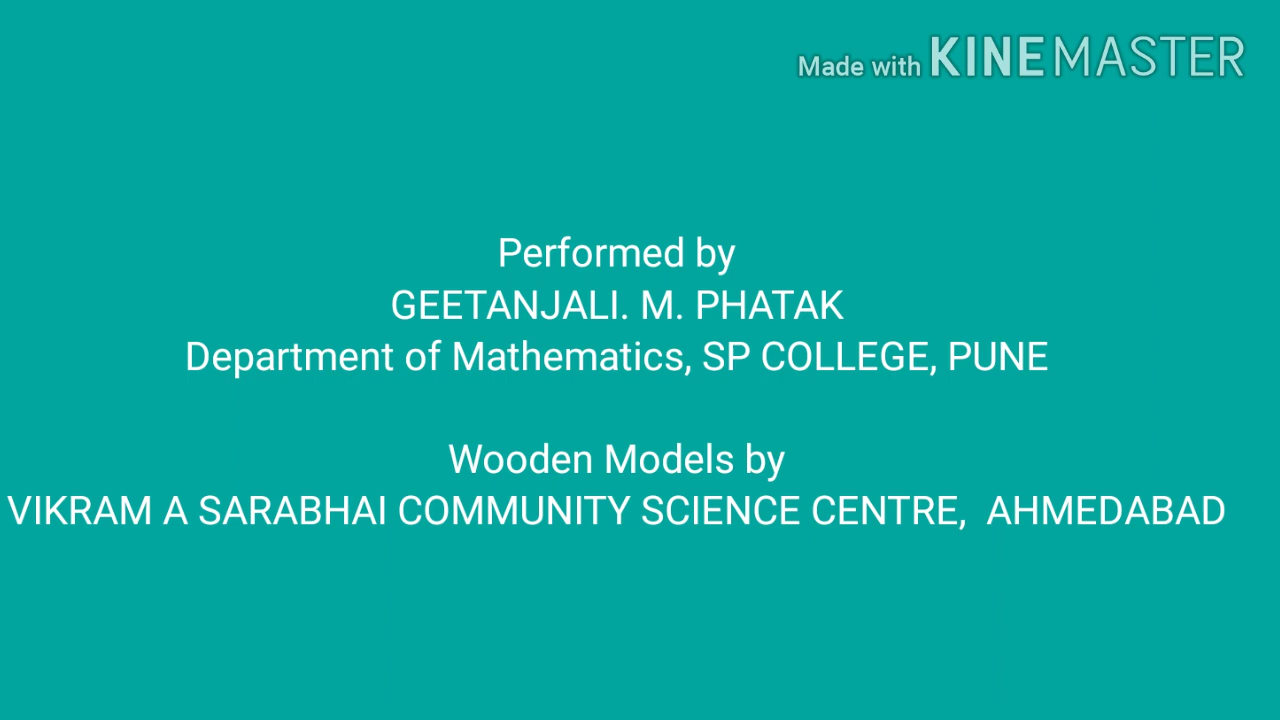 Made with KINEMASTER
Performed by
GEETANJALI. M. PHATAK
Department of Mathematics, SP COLLEGE, PUNE
Wooden Models by
VIKRAM A SARABHAI COMMUNITY SCIENCE CENTRE,  AHMEDABAD